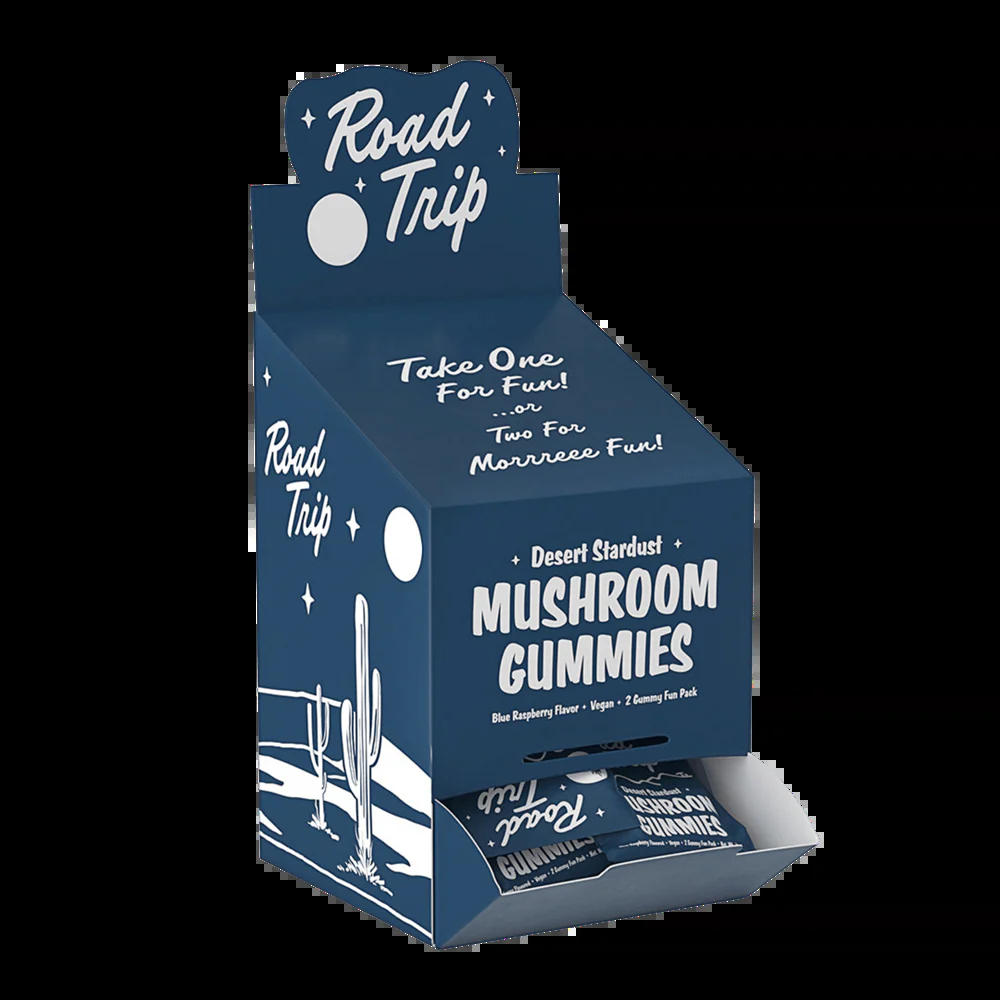 Road
Trip
Take One
For Fun!
...or
Two For
Morrreee Fun!
Road
Trip
Desert Stardust
MUSHROOM
GUMMIES
Blue Raspberry Flavor + Vegan + 2 Gummy Fun Pack
Road
Trip
GUMMIES
Desert Stardust
MUSHROOM
GUMMIES